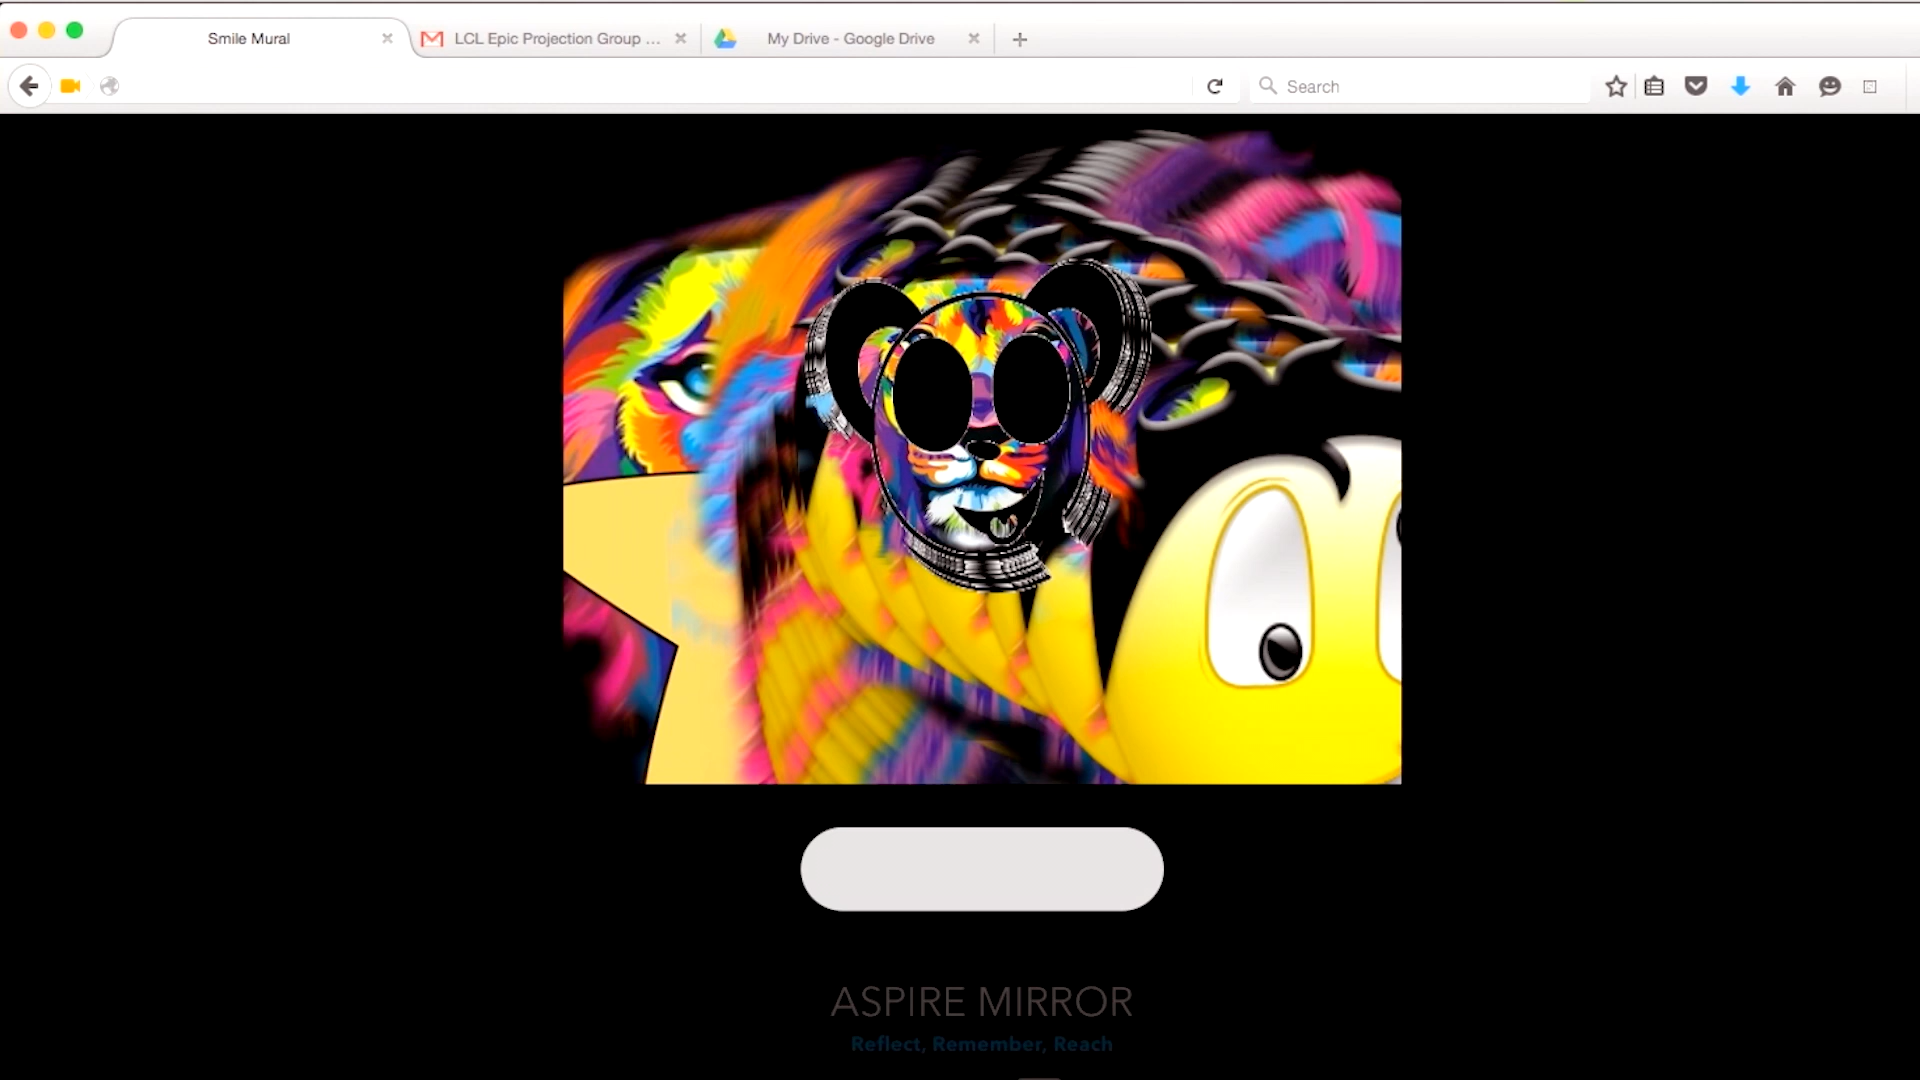 Smile Mural
LCL Epic Projection Group ...
My Drive - Google Drive
Search
ASPIRE MIRROR
Reflect, Remember, Reach